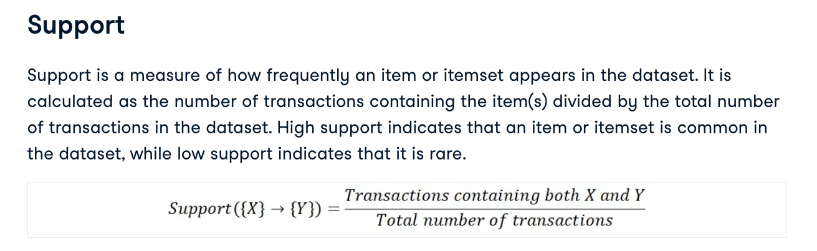 Support
Support is a measure of how frequently an item or itemset appears in the dataset. It is
calculated as the number of transactions containing the item(s) divided by the total number
of transactions in the dataset. High support indicates that an item or itemset is common in
the dataset, while low support indicates that it is rare.
Support({X} → {Y}) = Transactions containing both X and Y / Total number of transactions